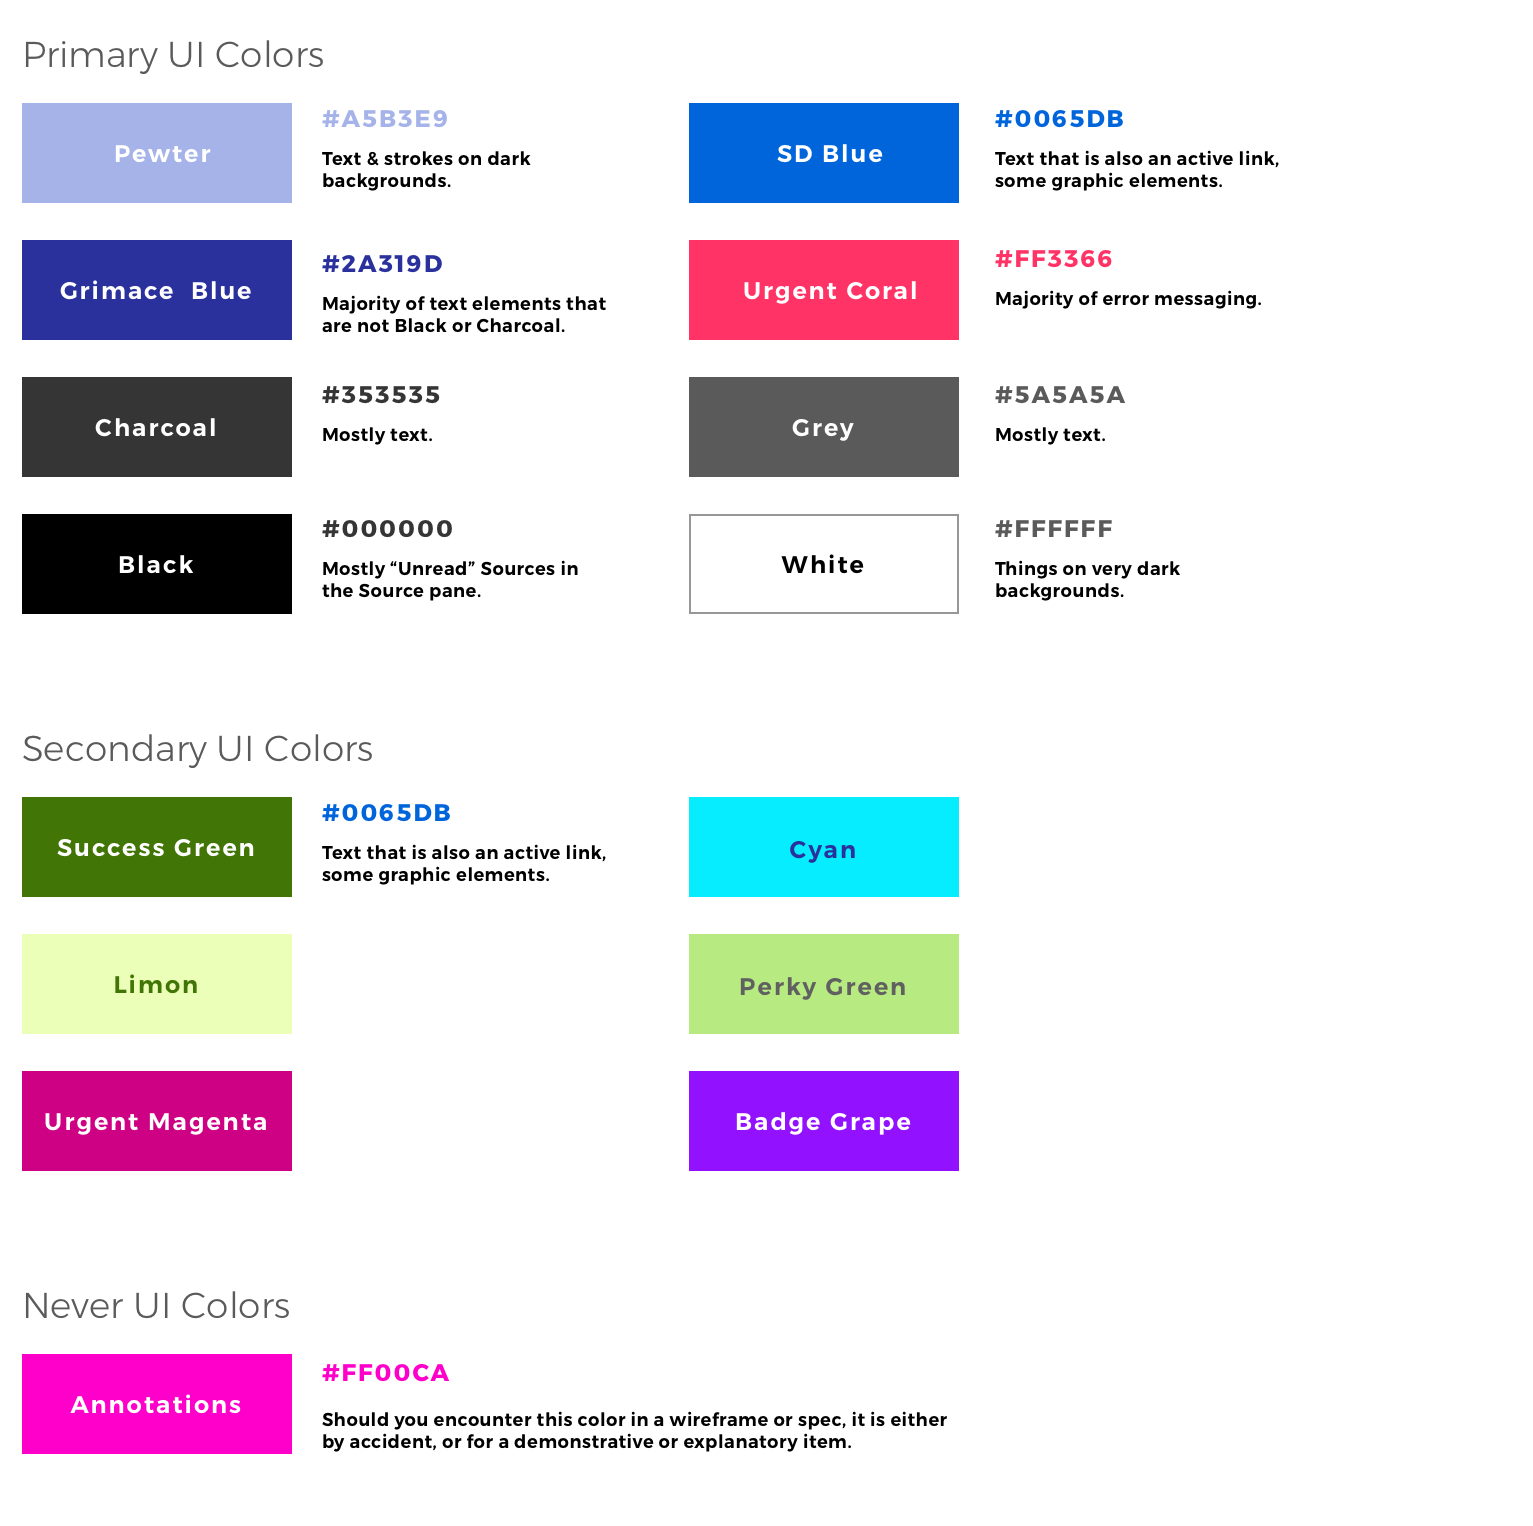 Primary UI Colors
Pewter
#A5B3E9
Text & strokes on dark
backgrounds.
SD Blue
#0065DB
Text that is also an active link,
some graphic elements.
Grimace  Blue
#2A319D
Majority of text elements that
are not Black or Charcoal.
Urgent Coral
#FF3366
Majority of error messaging.
Charcoal
#353535
Mostly text.
Grey
#5A5A5A
Mostly text.
Black
#000000
Mostly “Unread” Sources in
the Source pane.
White
#FFFFFF
Things on very dark
backgrounds.
Secondary UI Colors
Success Green
#0065DB
Text that is also an active link,
some graphic elements.
Cyan
Limon
Perky Green
Urgent Magenta
Badge Grape
Never UI Colors
Annotations
#FF00CA
Should you encounter this color in a wireframe or spec, it is either
by accident, or for a demonstrative or explanatory item.